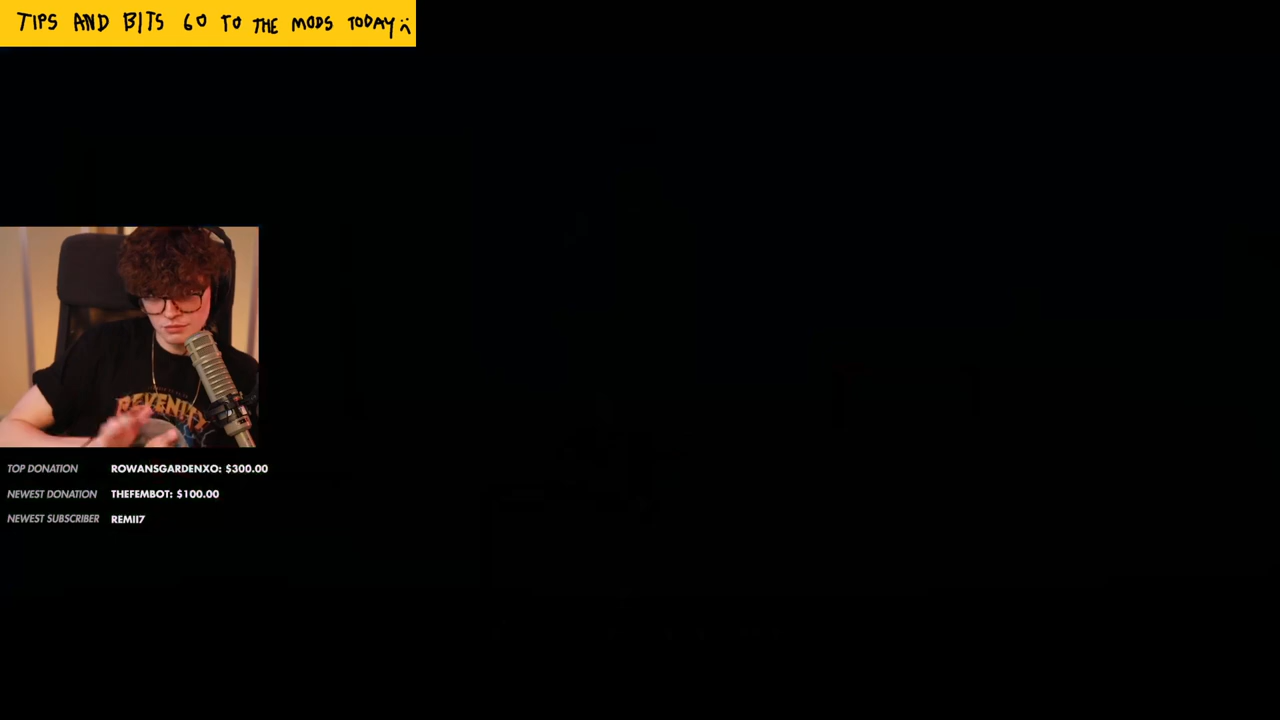 TIPS AND BITS GO TO THE MODS TODAY
REVENITY
TOP DONATION ROWANSGARDENXO: $300.00
NEWEST DONATION THEFEMBOT: $100.00
NEWEST SUBSCRIBER REMII7